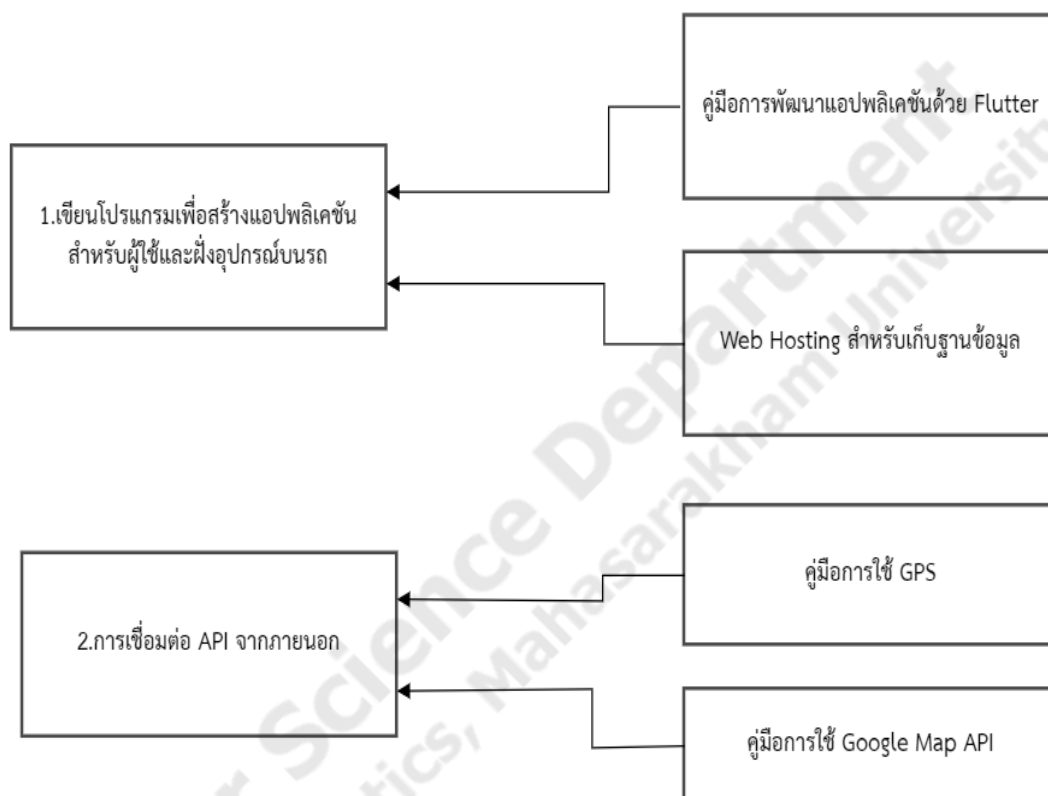 คู่มือการพัฒนาแอปพลิเคชันด้วย Flutter
1.เขียนโปรแกรมเพื่อสร้างแอปพลิเคชัน
สำหรับผู้ใช้และฝั่งอุปกรณ์บนรถ
Web Hosting สำหรับเก็บฐานข้อมูล
คู่มือการใช้ GPS
2.การเชื่อมต่อ API จากภายนอก
คู่มือการใช้ Google Map API
Science Department
Mahasarakham